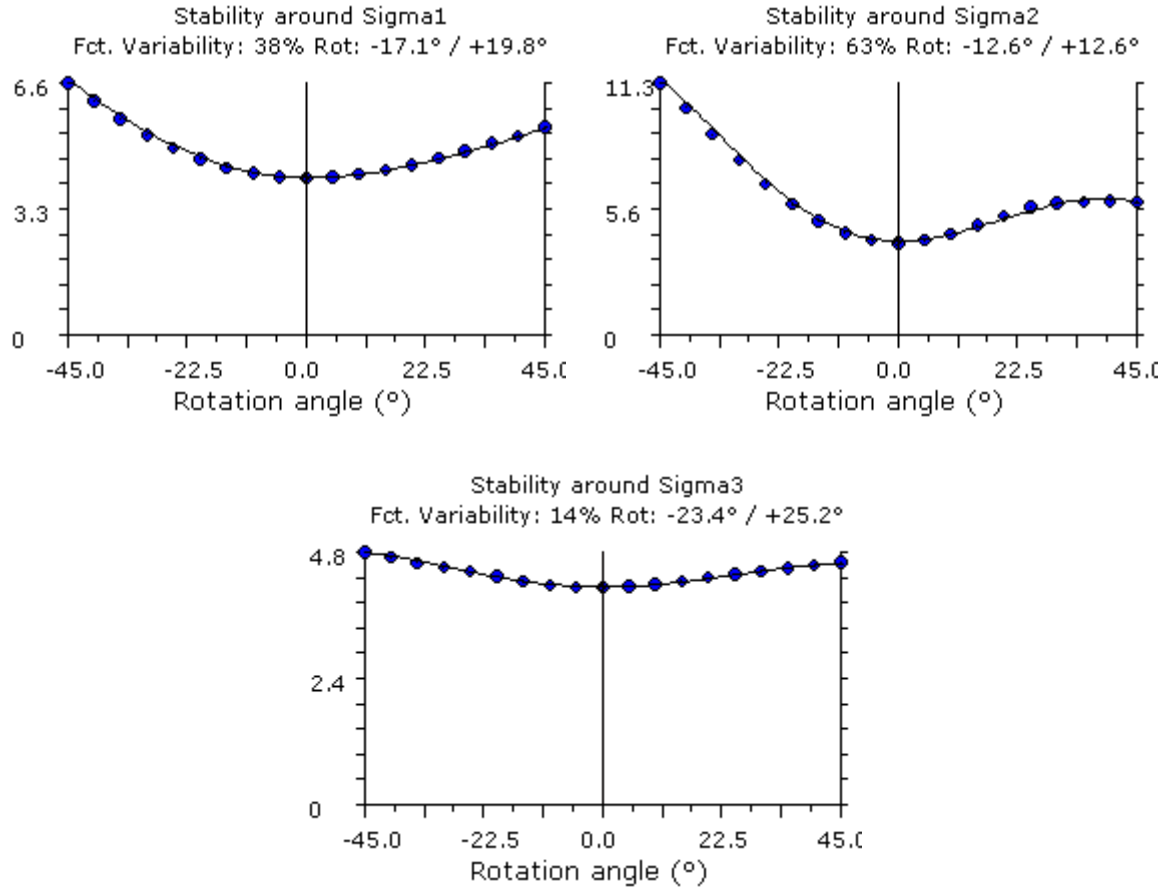 Stability around Sigma1
Fct. Variability: 38% Rot: -17.1° / +19.8°
6.6
3.3
0
-45.0 -22.5 0.0 22.5 45.0
Rotation angle (º)
Stability around Sigma2
Fct. Variability: 63% Rot: -12.6° / +12.6°
11.3
5.6
0
-45.0 -22.5 0.0 22.5 45.0
Rotation angle (º)
Stability around Sigma3
Fct. Variability: 14% Rot: -23.4° / +25.2°
4.8
2.4
0
-45.0 -22.5 0.0 22.5 45.0
Rotation angle (º)